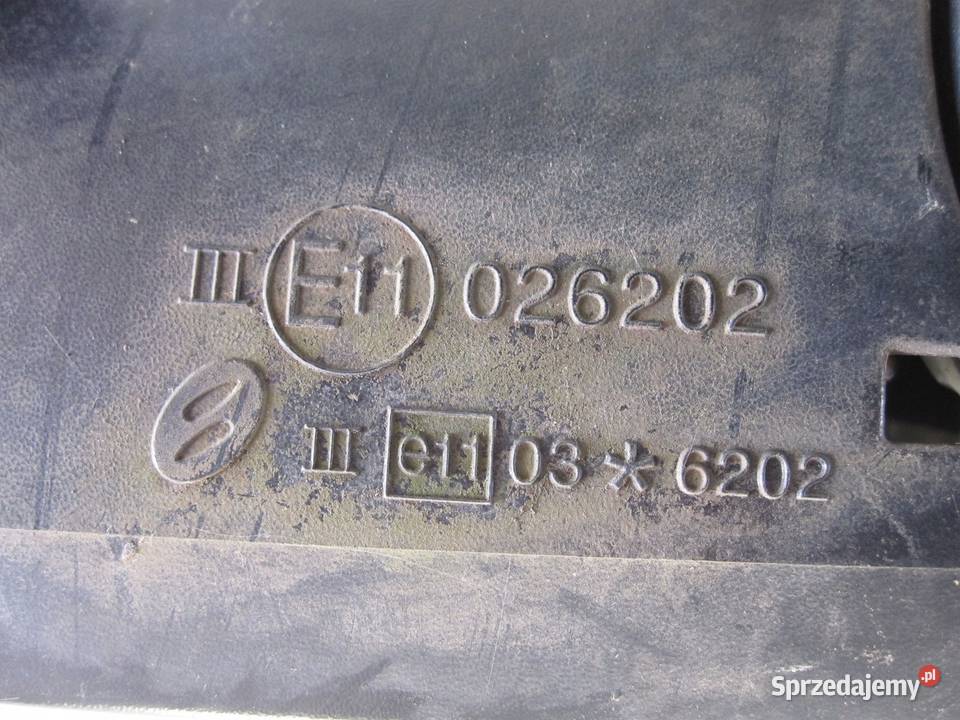 III E11 026202
III e11 03*6202
Sprzedajemy.pl